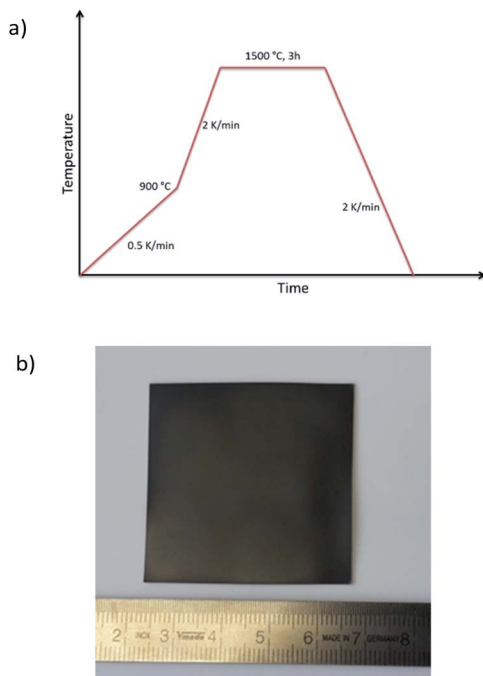 a)
1500 °C, 3h
2 K/min
Temperature
900 °C
2 K/min
0.5 K/min
Time
b)
2 INOX 3 Vmade 4 5 6 MADE IN 7 GERMANY 8